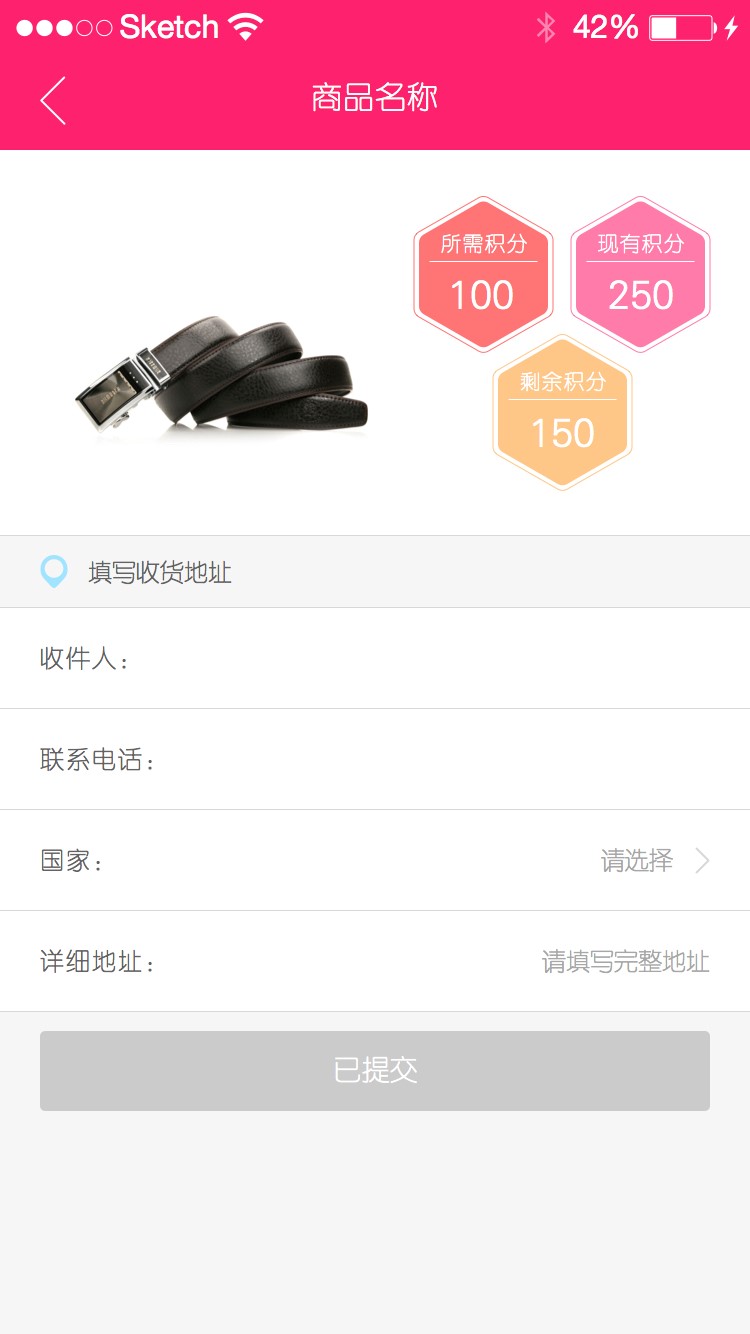 Sketch 42%
商品名称
所需积分
100
现有积分
250
剩余积分
150
填写收货地址
收件人：
联系电话：
国家： 请选择
详细地址： 请填写完整地址
已提交